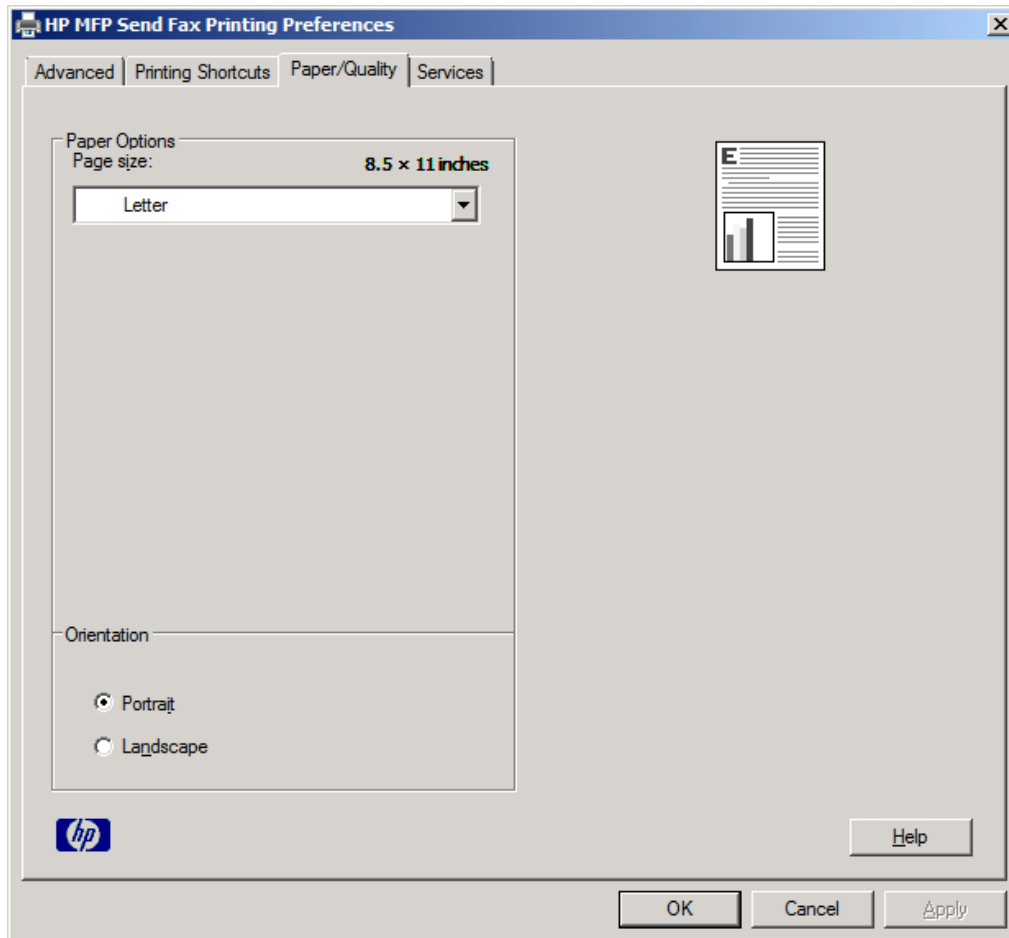 HP MFP Send Fax Printing Preferences
Advanced Printing Shortcuts Paper/Quality Services
Paper Options
Page size: 8.5 × 11 inches
Letter
E
Orientation
Portrait
Landscape
hp
Help
OK Cancel Apply